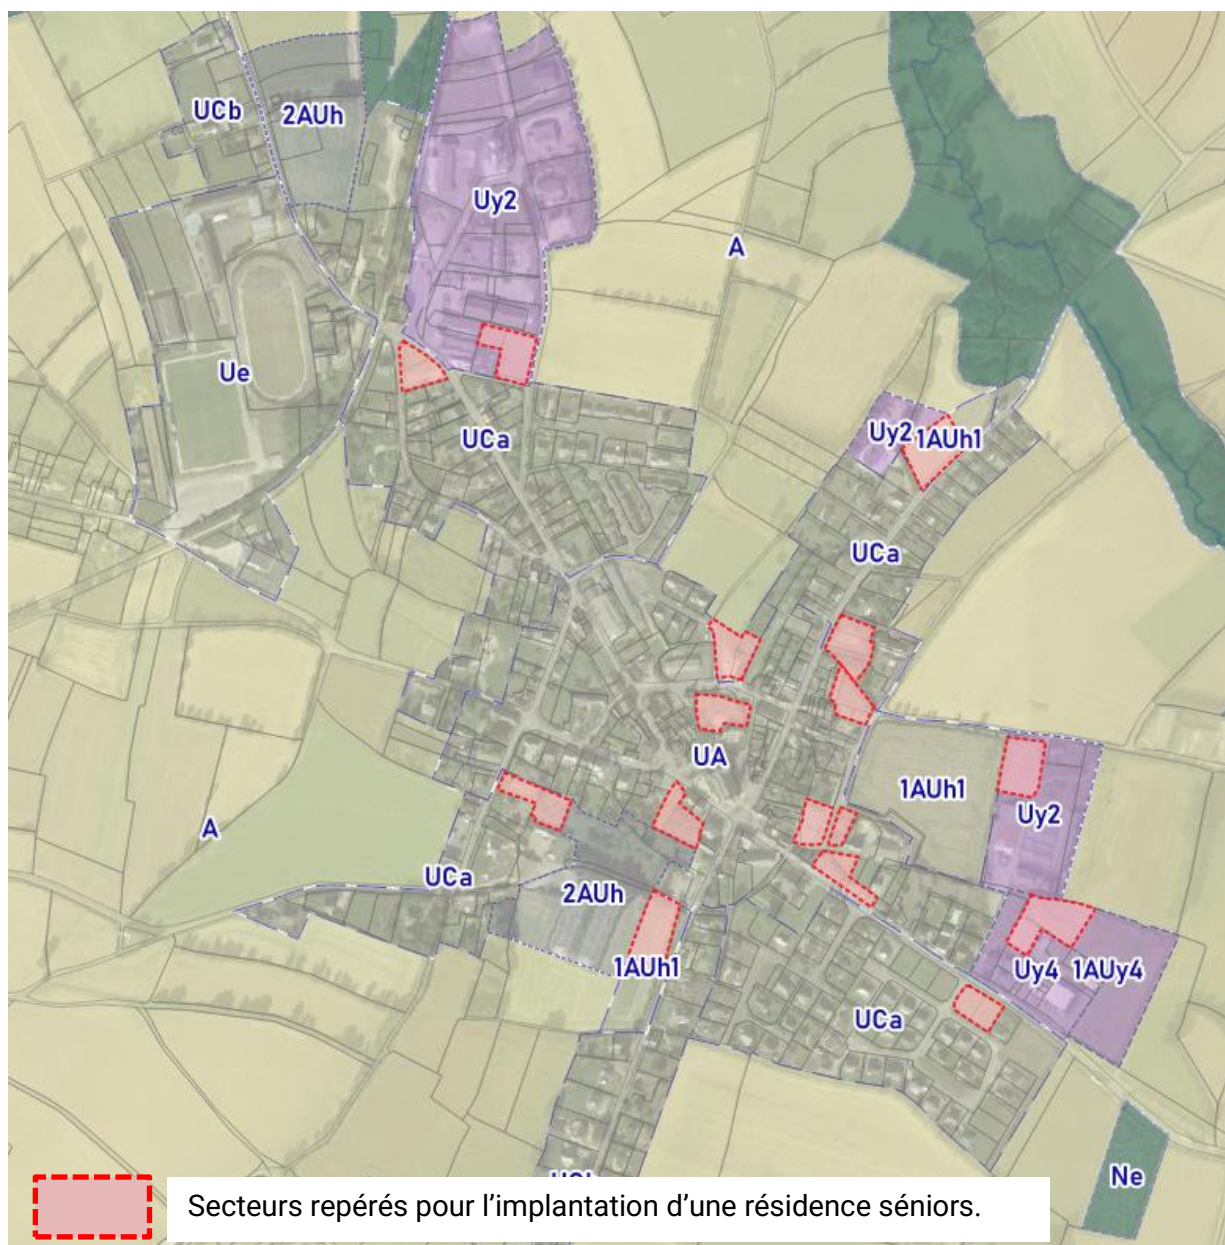 UCb
2AUh
Uy2
A
Ue
UCa
Uy2
1AUh1
UCa
UA
1AUh1
Uy2
A
UCa
2AUh
1AUh1
Uy4
1AUy4
UCa
Ne
Secteurs repérés pour l’implantation d’une résidence séniors.